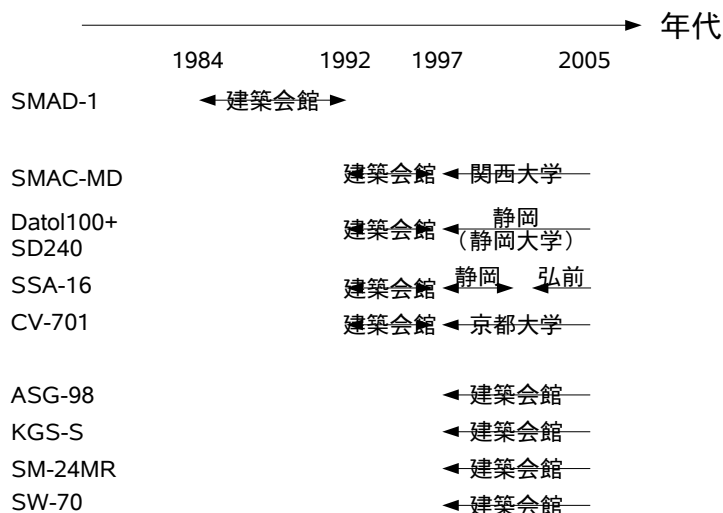 年代
1984 1992 1997 2005
SMAD-1 建築会館
SMAC-MD 建築会館 関西大学
Datol100+ 建築会館 静岡
SD240 （静岡大学）
SSA-16 建築会館 静岡 弘前
CV-701 建築会館 京都大学
ASG-98 建築会館
KGS-S 建築会館
SM-24MR 建築会館
SW-70 建築会館